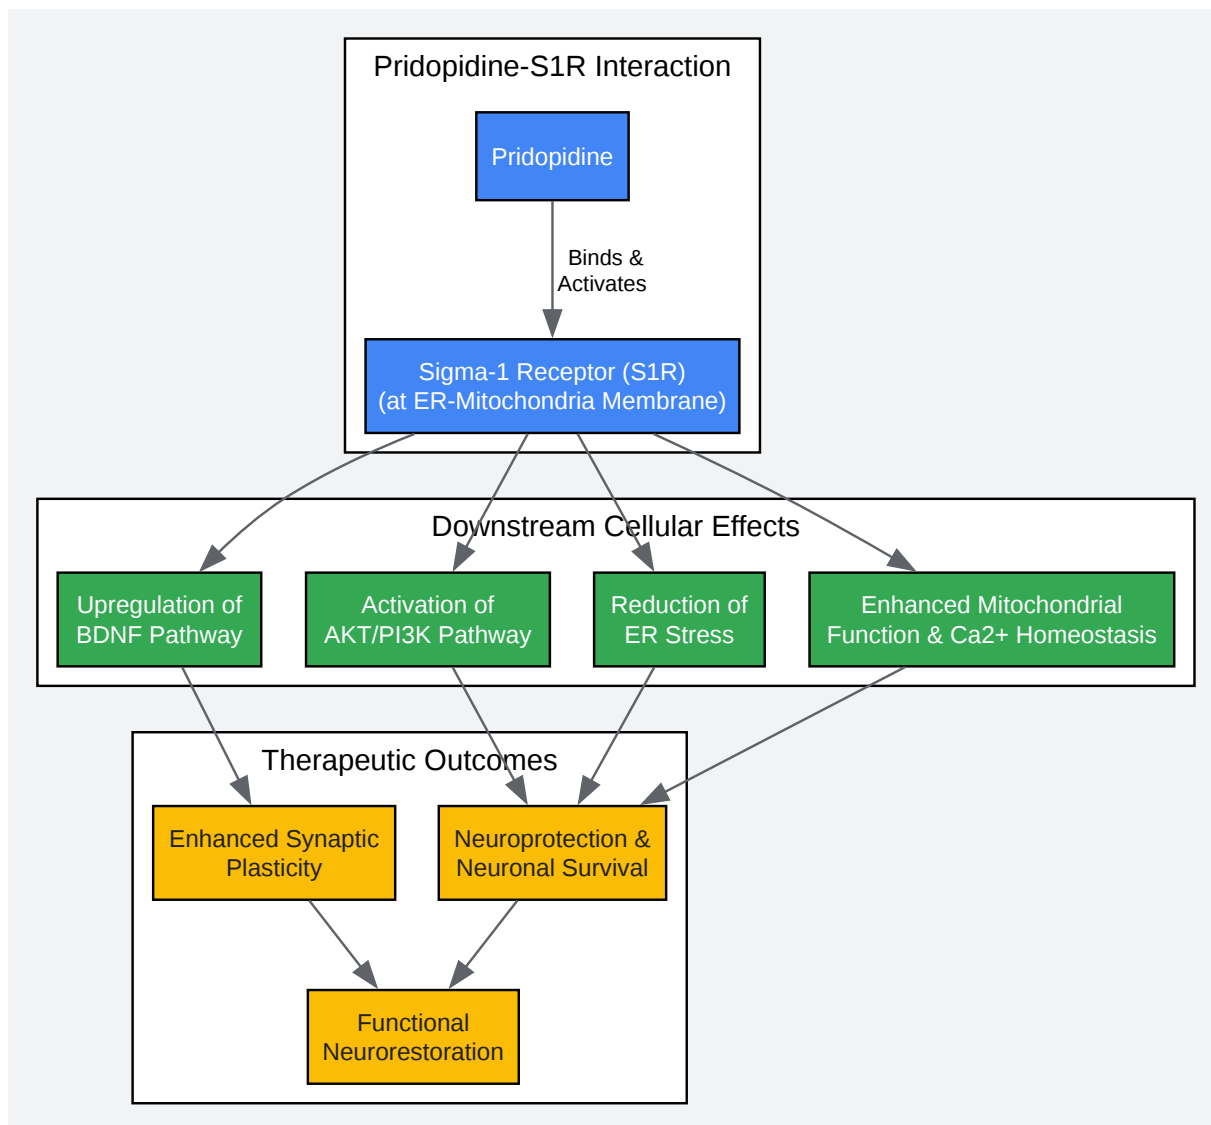 Pridopidine-S1R Interaction
Pridopidine
Binds &
Activates
Sigma-1 Receptor (S1R)
(at ER-Mitochondria Membrane)
Downstream Cellular Effects
Upregulation of
BDNF Pathway
Activation of
AKT/PI3K Pathway
Reduction of
ER Stress
Enhanced Mitochondrial
Function & Ca2+ Homeostasis
Therapeutic Outcomes
Enhanced Synaptic
Plasticity
Neuroprotection &
Neuronal Survival
Functional
Neurorestoration